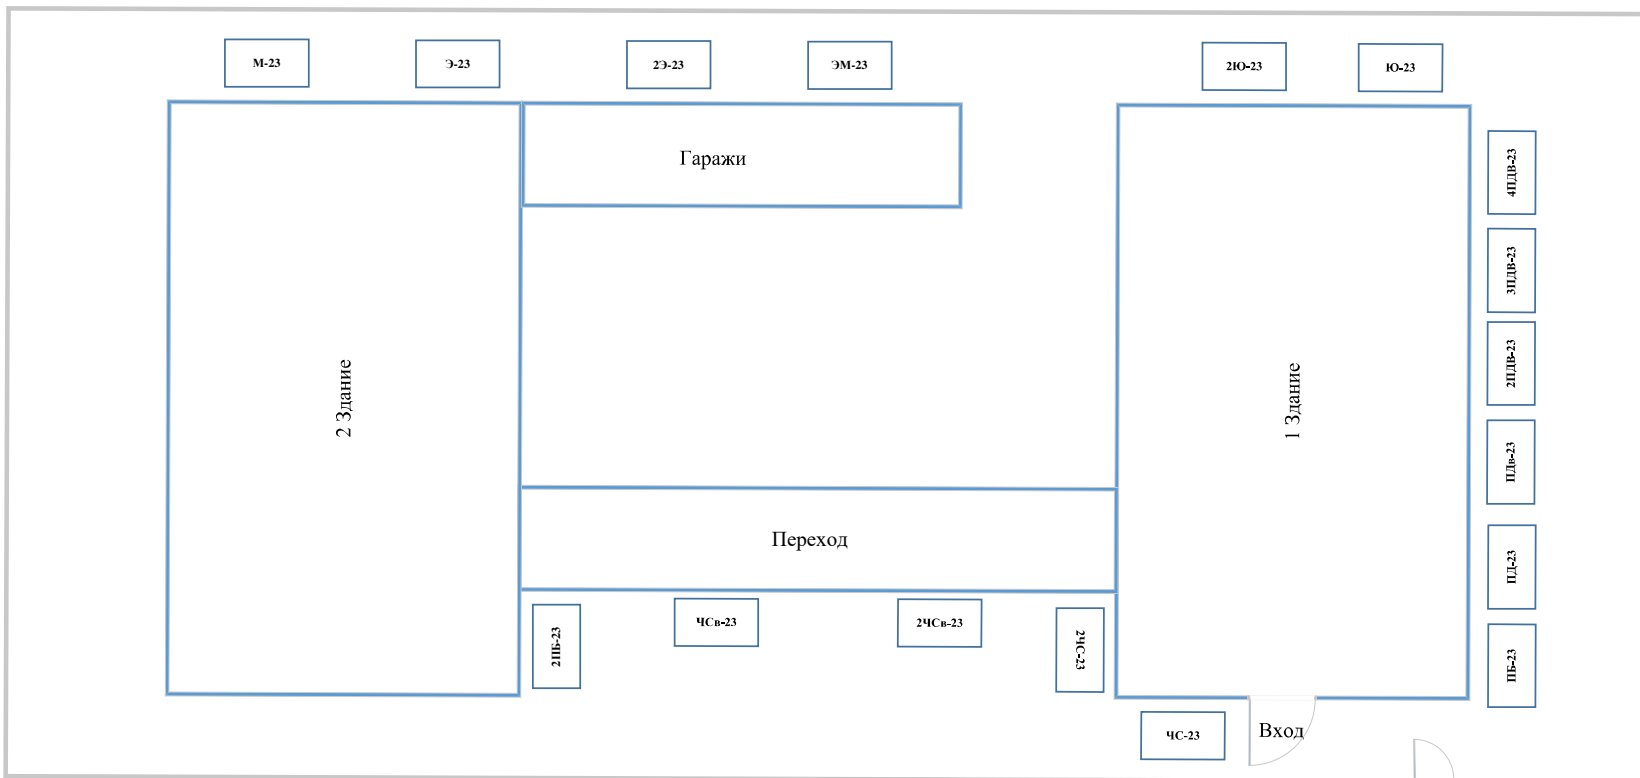 М-23
Э-23
2Э-23
ЭМ-23
2Ю-23
Ю-23
Гаражи
4ПДВ-23
3ПДВ-23
2ПДВ-23
2 Здание
1 Здание
ПДв-23
Переход
ПД-23
2ПБ-23
ЧСв-23
2ЧСв-23
2ЧС-23
ПБ-23
ЧС-23
Вход